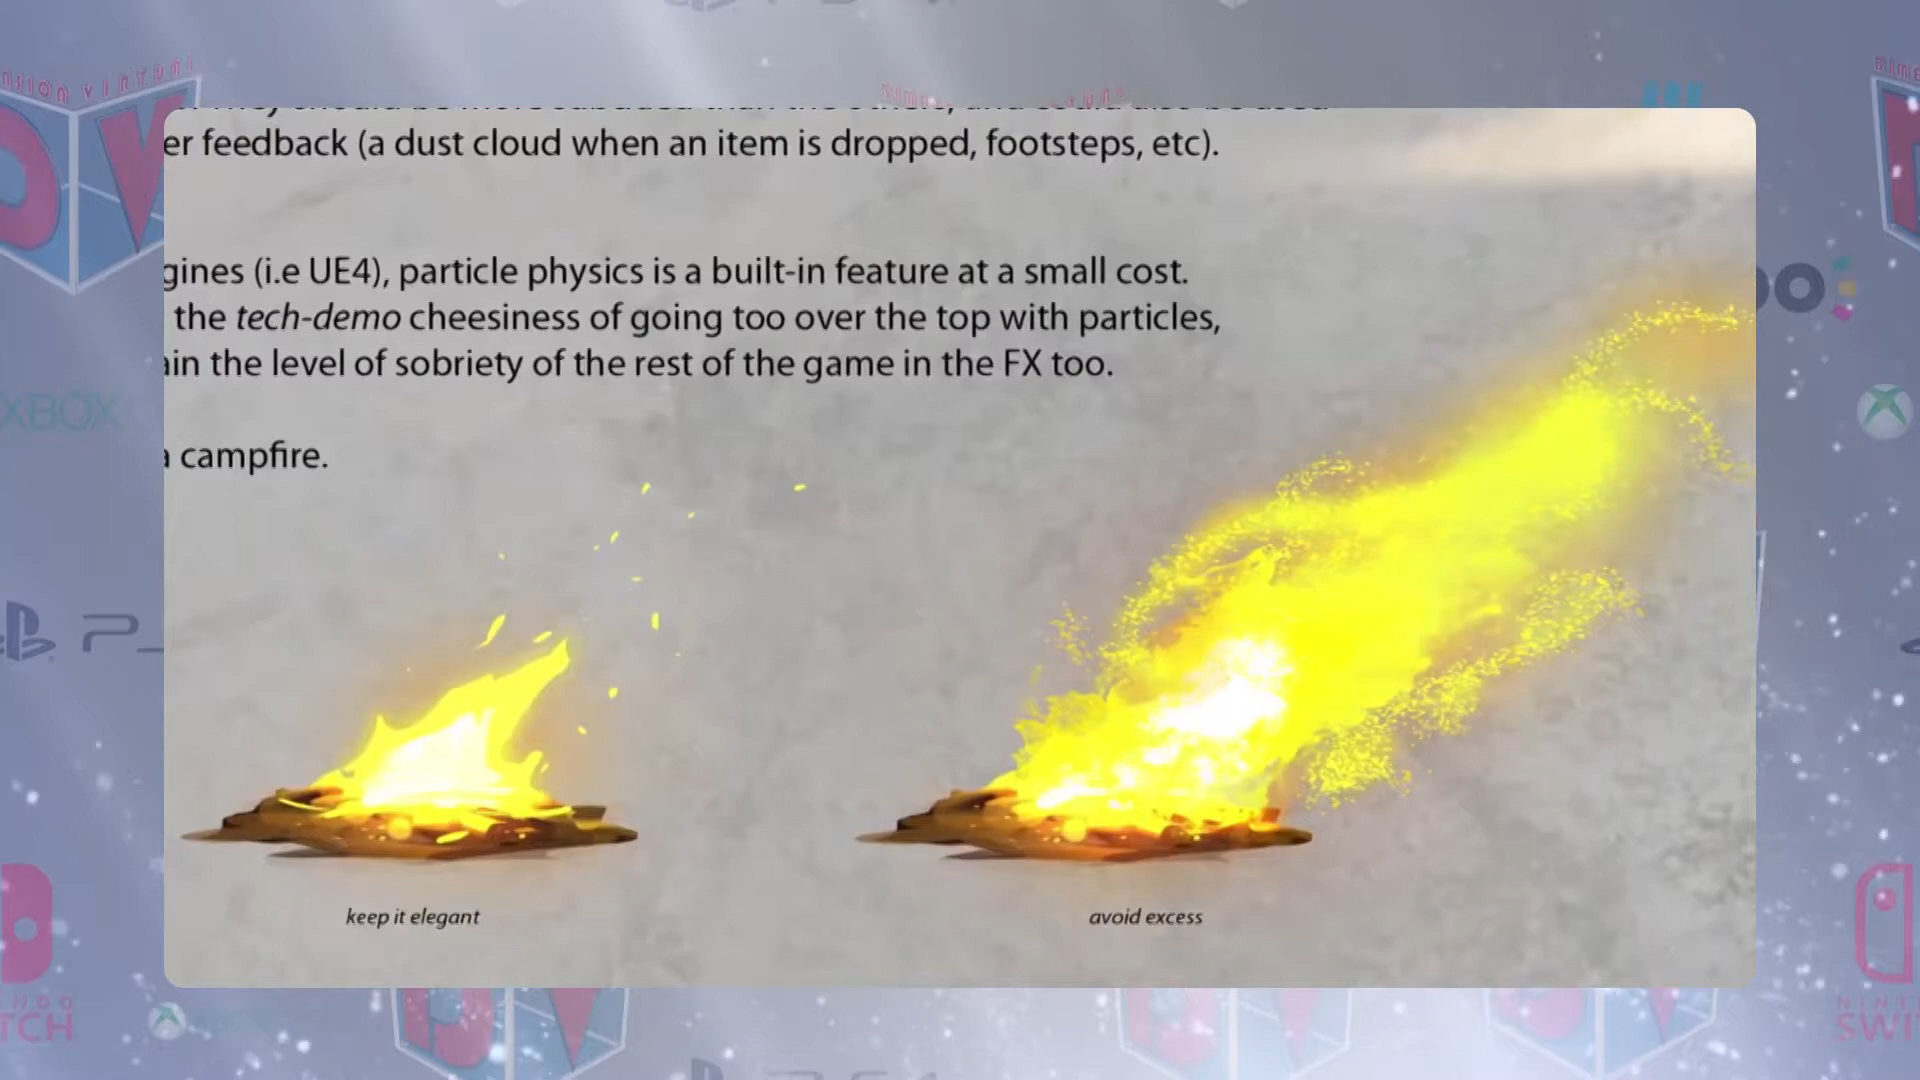 er feedback (a dust cloud when an item is dropped, footsteps, etc).
gines (i.e UE4), particle physics is a built-in feature at a small cost.
the tech-demo cheesiness of going too over the top with particles,
ain the level of sobriety of the rest of the game in the FX too.
a campfire.
keep it elegant
avoid excess
XBOX